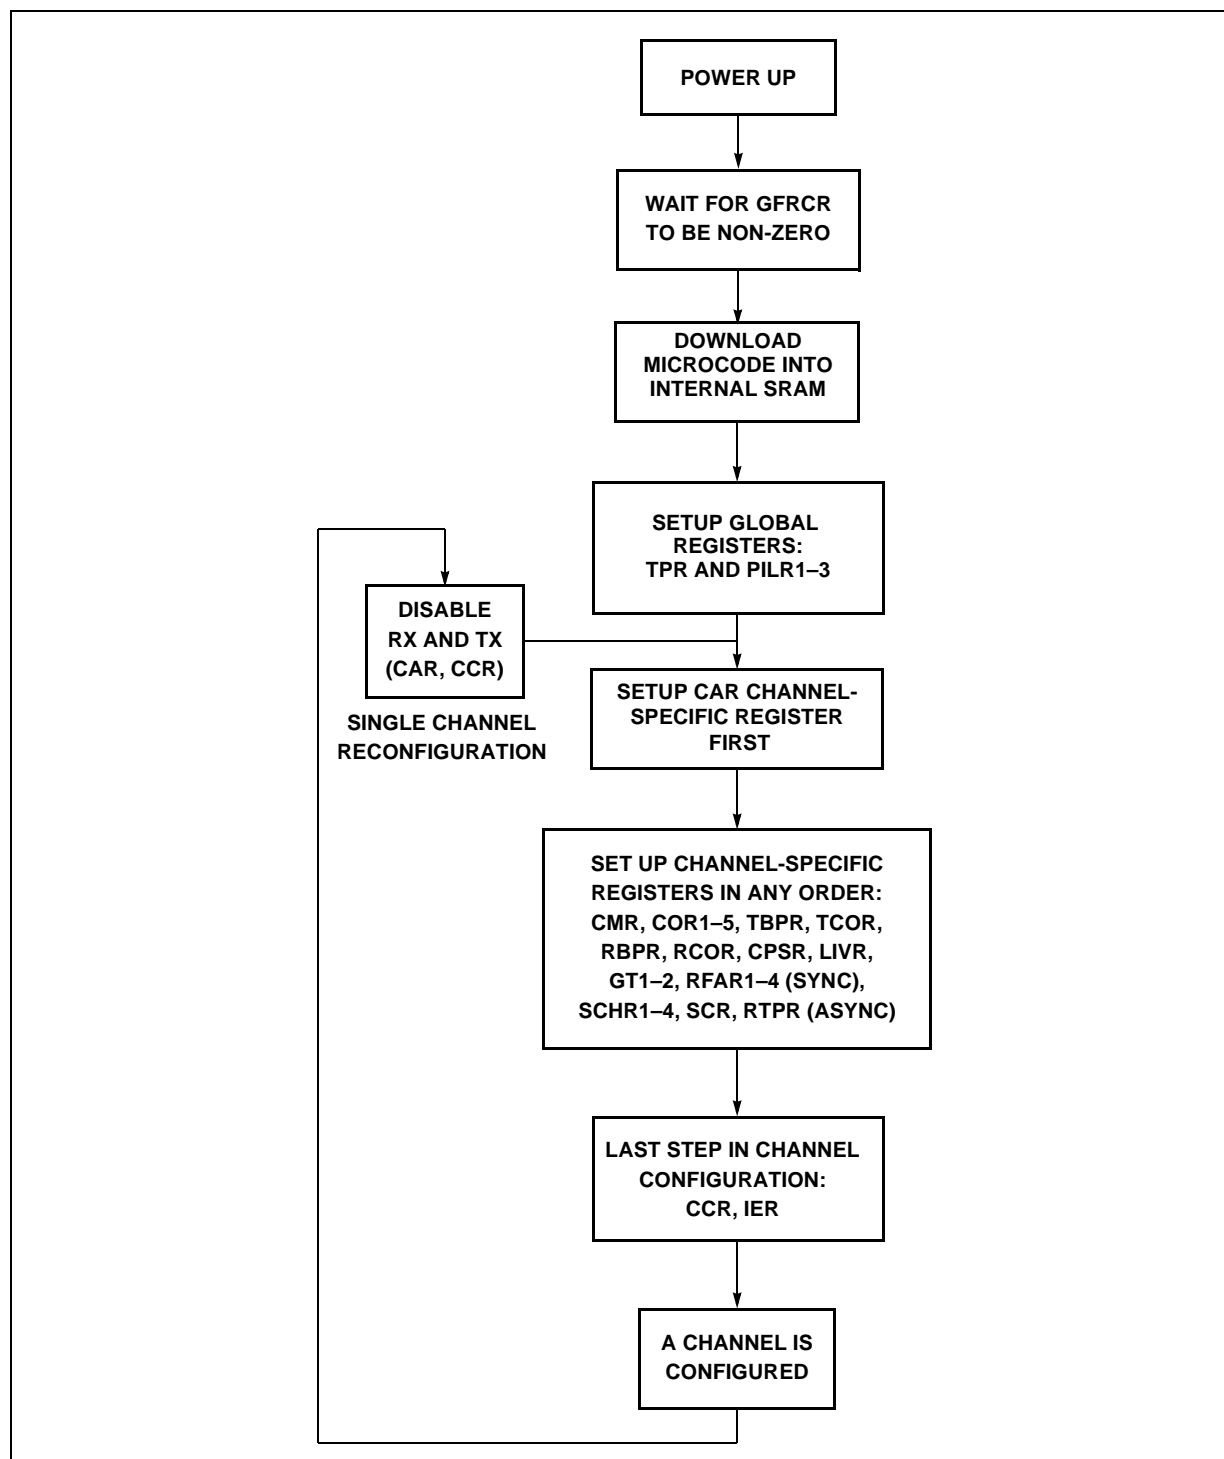 POWER UP
WAIT FOR GFRCR
TO BE NON-ZERO
DOWNLOAD
MICROCODE INTO
INTERNAL SRAM
SETUP GLOBAL
REGISTERS:
TPR AND PILR1–3
DISABLE
RX AND TX
(CAR, CCR)
SINGLE CHANNEL
RECONFIGURATION
SETUP CAR CHANNEL-
SPECIFIC REGISTER
FIRST
SET UP CHANNEL-SPECIFIC
REGISTERS IN ANY ORDER:
CMR, COR1–5, TBPR, TCOR,
RBPR, RCOR, CPSR, LIVR,
GT1–2, RFAR1–4 (SYNC),
SCHR1–4, SCR, RTPR (ASYNC)
LAST STEP IN CHANNEL
CONFIGURATION:
CCR, IER
A CHANNEL IS
CONFIGURED